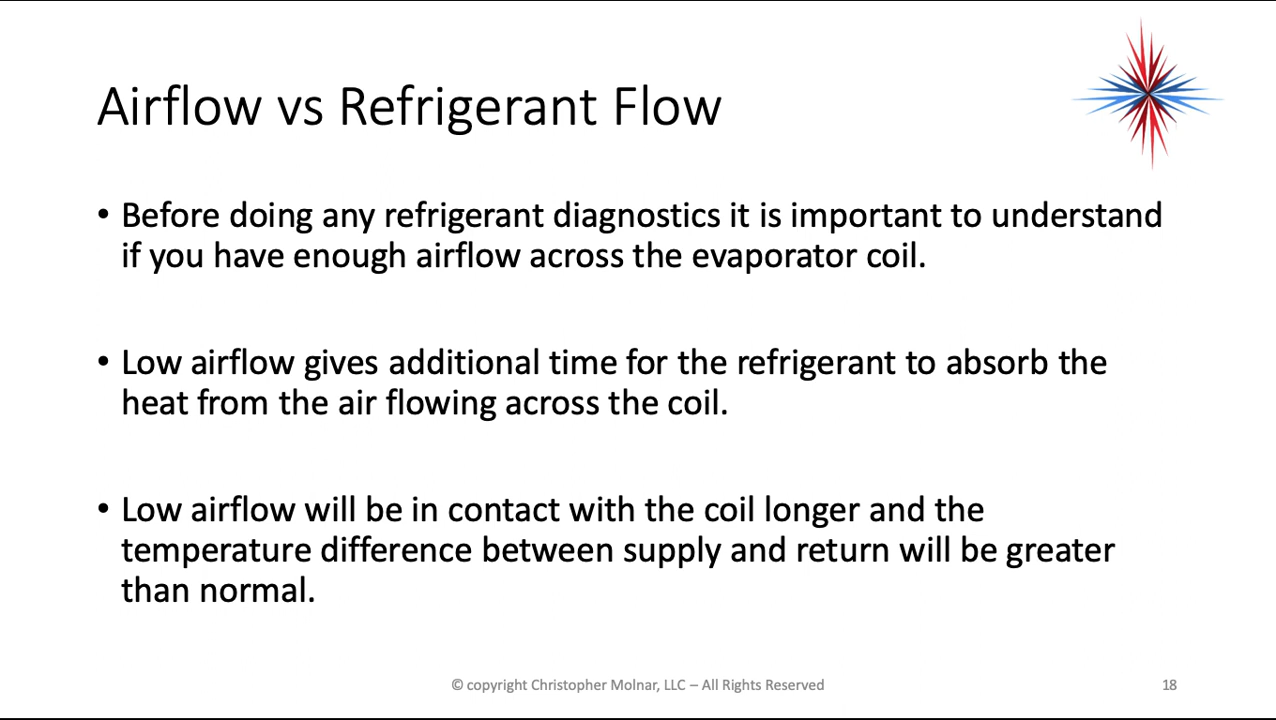 Airflow vs Refrigerant Flow
• Before doing any refrigerant diagnostics it is important to understand
if you have enough airflow across the evaporator coil.
• Low airflow gives additional time for the refrigerant to absorb the
heat from the air flowing across the coil.
• Low airflow will be in contact with the coil longer and the
temperature difference between supply and return will be greater
than normal.
© copyright Christopher Molnar, LLC – All Rights Reserved
18